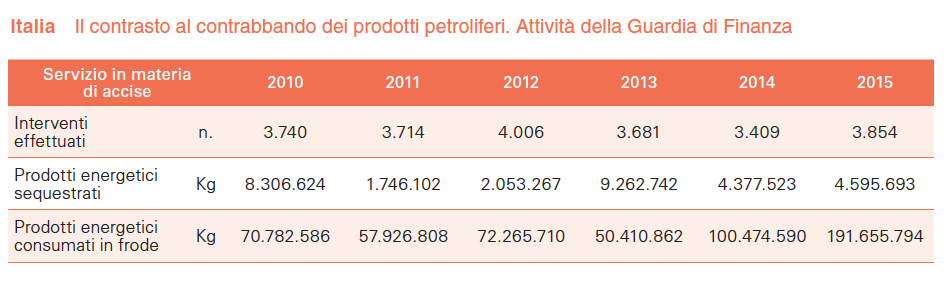 Italia Il contrasto al contrabbando dei prodotti petroliferi. Attività della Guardia di Finanza
Servizio in materia
di accise 2010 2011 2012 2013 2014 2015
Interventi
effettuati n. 3.740 3.714 4.006 3.681 3.409 3.854
Prodotti energetici
sequestrati Kg 8.306.624 1.746.102 2.053.267 9.262.742 4.377.523 4.595.693
Prodotti energetici
consumati in frode Kg 70.782.586 57.926.808 72.265.710 50.410.862 100.474.590 191.655.794